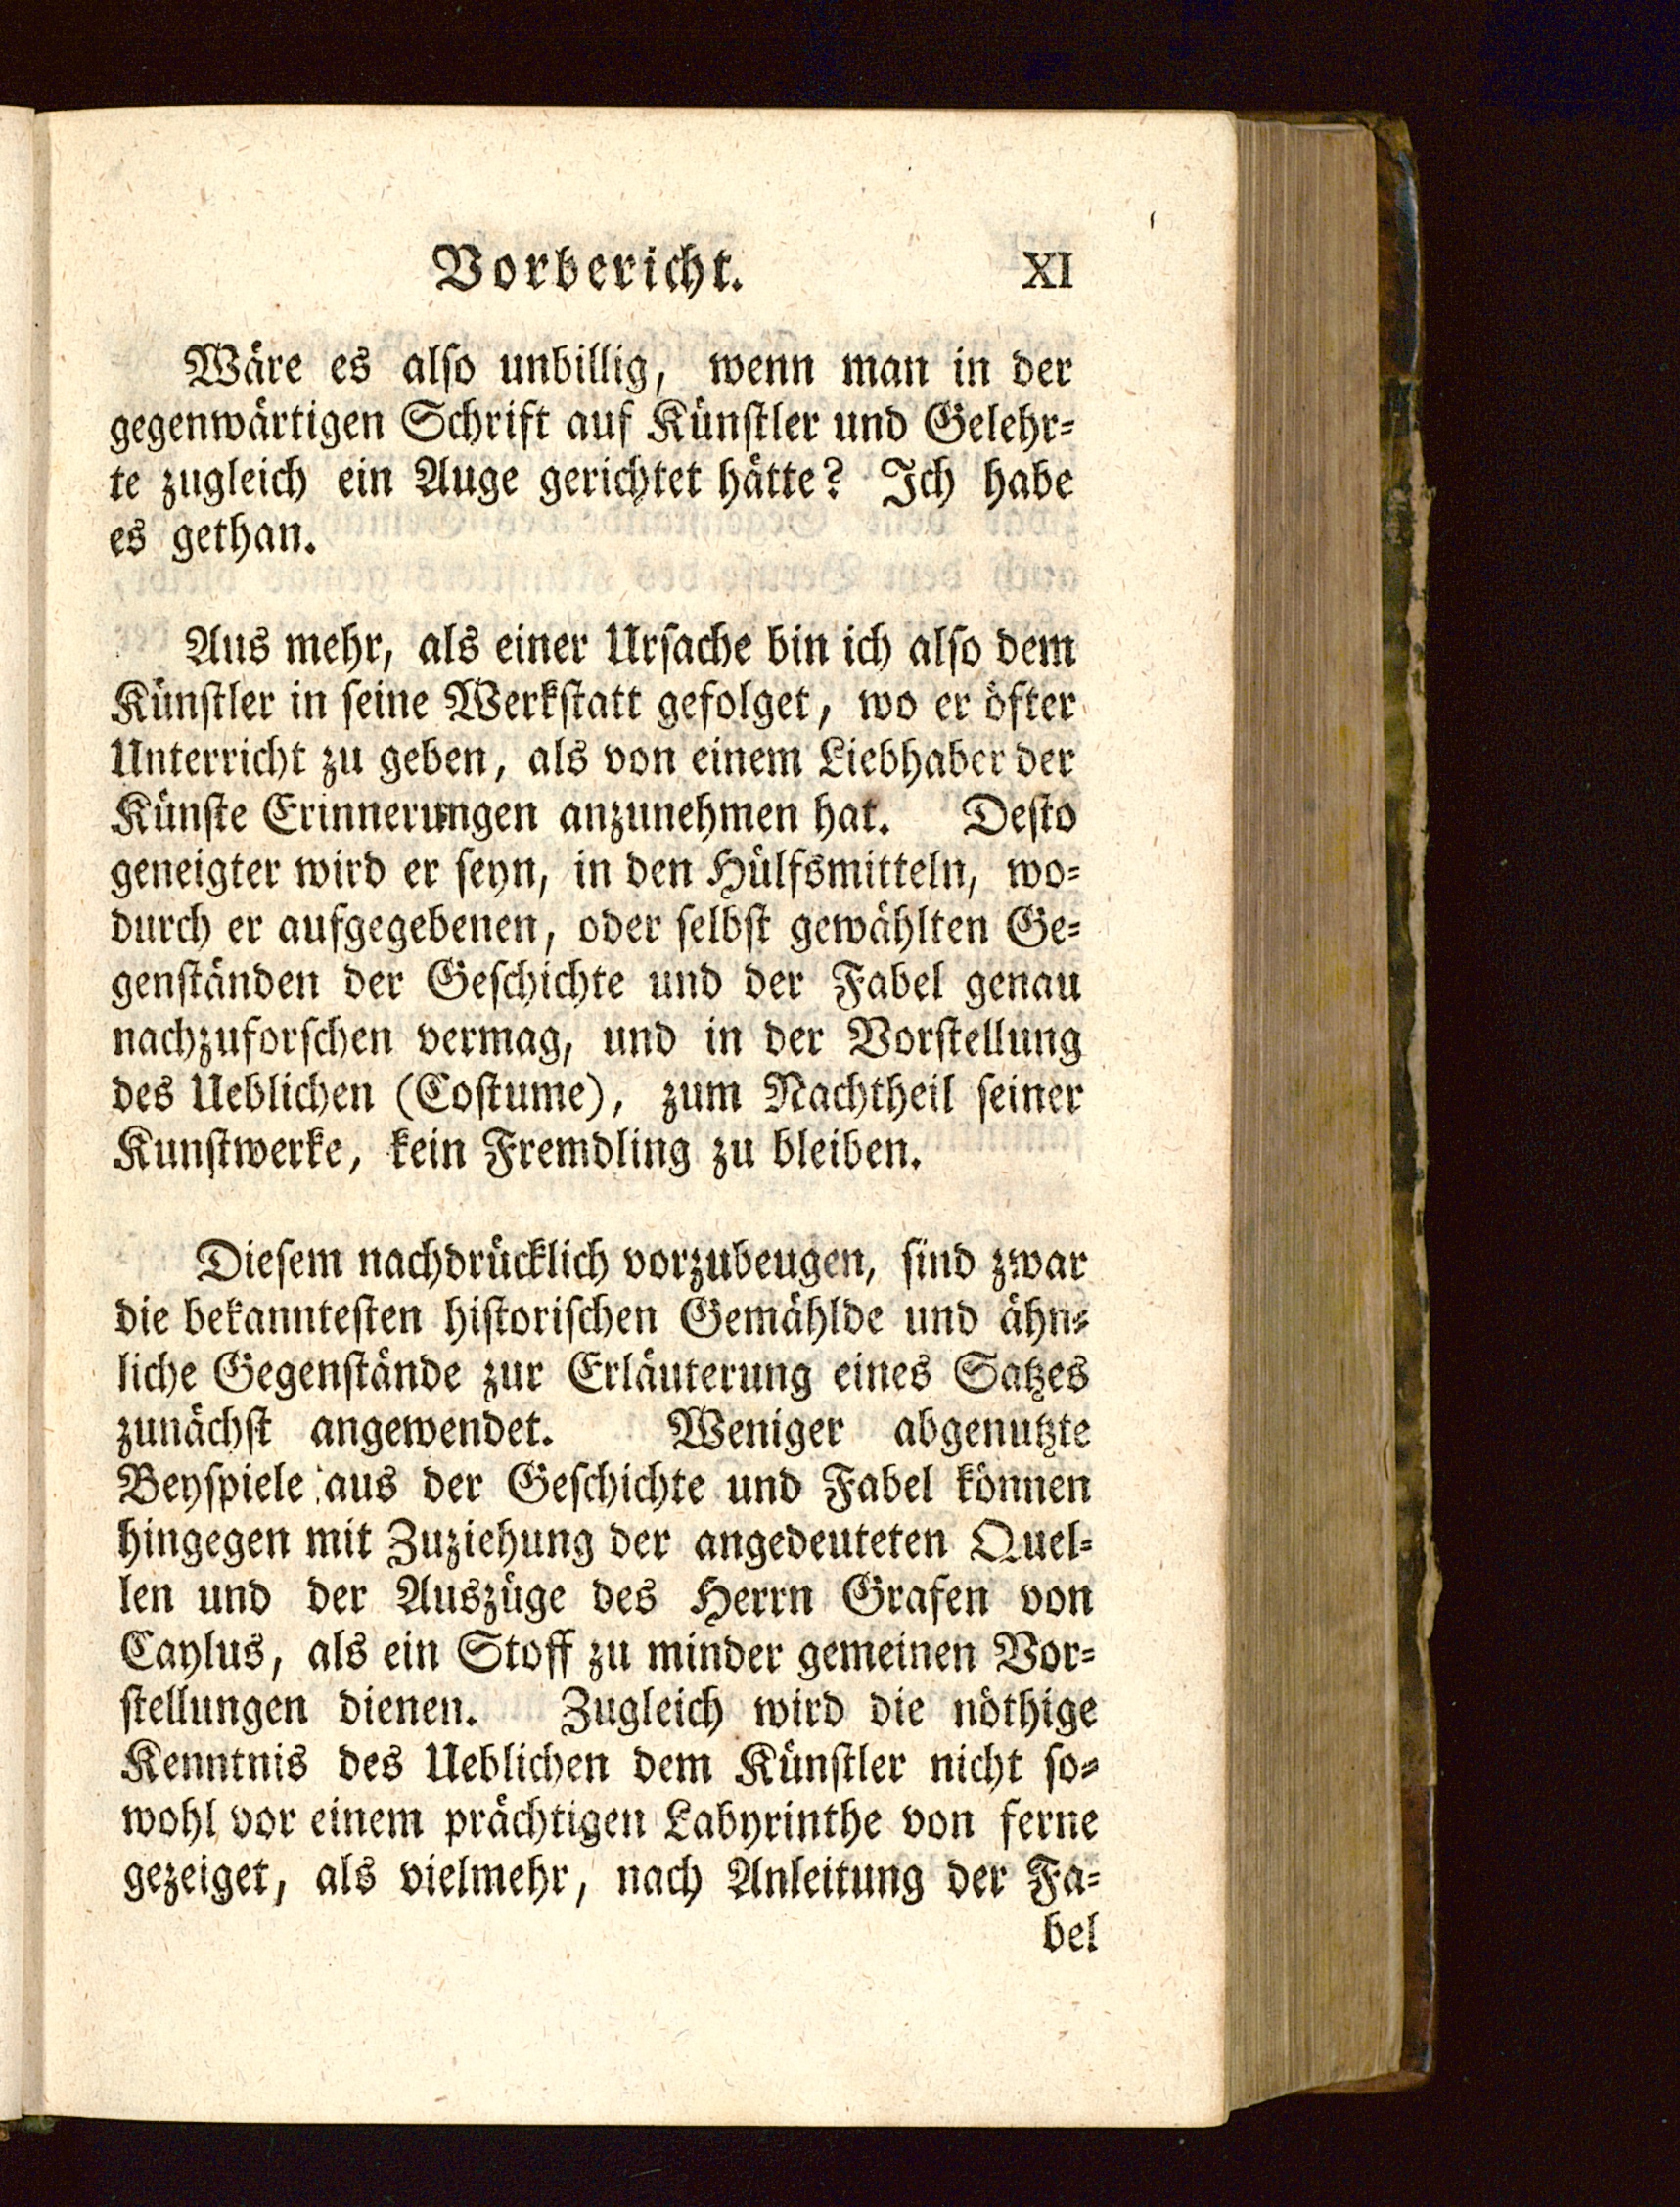 Vorbericht. XI
Wäre es also unbillig, wenn man in der
gegenwärtigen Schrift auf Künstler und Gelehr-
te zugleich ein Auge gerichtet hätte? Ich habe
es gethan.
Aus mehr, als einer Ursache bin ich also dem
Künstler in seine Werkstatt gefolget, wo er öfter
Unterricht zu geben, als von einem Liebhaber der
Künste Erinnerungen anzunehmen hat. Desto
geneigter wird er seyn, in den Hülfsmitteln, wo-
durch er aufgegebenen, oder selbst gewählten Ge-
genständen der Geschichte und der Fabel genau
nachzuforschen vermag, und in der Vorstellung
des Ueblichen (Costume), zum Nachtheil seiner
Kunstwerke, kein Fremdling zu bleiben.
Diesem nachdrücklich vorzubeugen, sind zwar
die bekanntesten historischen Gemählde und ähn-
liche Gegenstände zur Erläuterung eines Satzes
zunächst angewendet. Weniger abgenutzte
Beyspiele aus der Geschichte und Fabel können
hingegen mit Zuziehung der angedeuteten Quel-
len und der Auszüge des Herrn Grafen von
Caylus, als ein Stoff zu minder gemeinen Vor-
stellungen dienen. Zugleich wird die nöthige
Kenntnis des Ueblichen dem Künstler nicht so-
wohl vor einem prächtigen Labyrinthe von ferne
gezeiget, als vielmehr, nach Anleitung der Fa-
bel